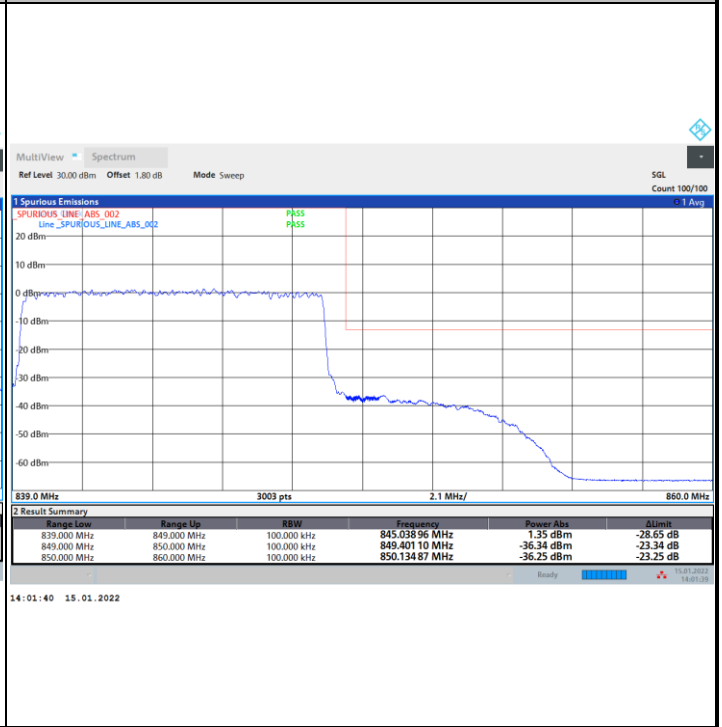 MultiView Spectrum
Ref Level 30.00 dBm Offset 1.80 dB Mode Sweep SGL
Count 100/100
1 Spurious Emissions 1 Avg
_SPURIOUS_LINE_ABS_002 PASS
Line _SPURIOUS_LINE_ABS_002 PASS
20 dBm
10 dBm
0 dBm
-10 dBm
-20 dBm
-30 dBm
-40 dBm
-50 dBm
-60 dBm
839.0 MHz 3003 pts 2.1 MHz/ 860.0 MHz
2 Result Summary
Range Low Range Up RBW Frequency Power Abs ΔLimit
839.000 MHz 849.000 MHz 100.000 kHz 845.038 96 MHz 1.35 dBm -28.65 dB
849.000 MHz 850.000 MHz 100.000 kHz 849.401 10 MHz -36.34 dBm -23.34 dB
850.000 MHz 860.000 MHz 100.000 kHz 850.134 87 MHz -36.25 dBm -23.25 dB
Ready 15.01.2022
14:01:39
14:01:40 15.01.2022